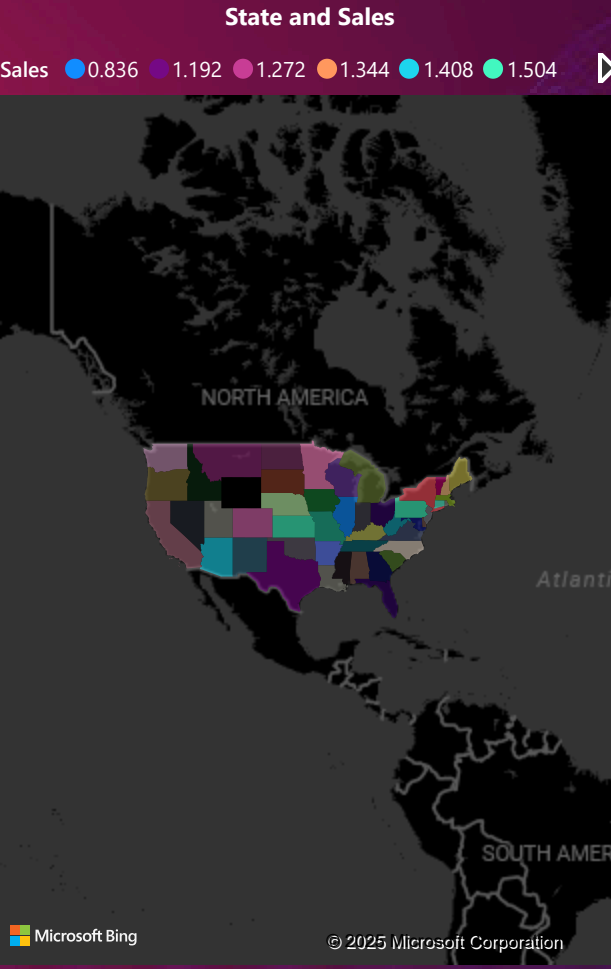 State and Sales
Sales 0.836 1.192 1.272 1.344 1.408 1.504
NORTH AMERICA
Atlanti
SOUTH AMER
Microsoft Bing
© 2025 Microsoft Corporation